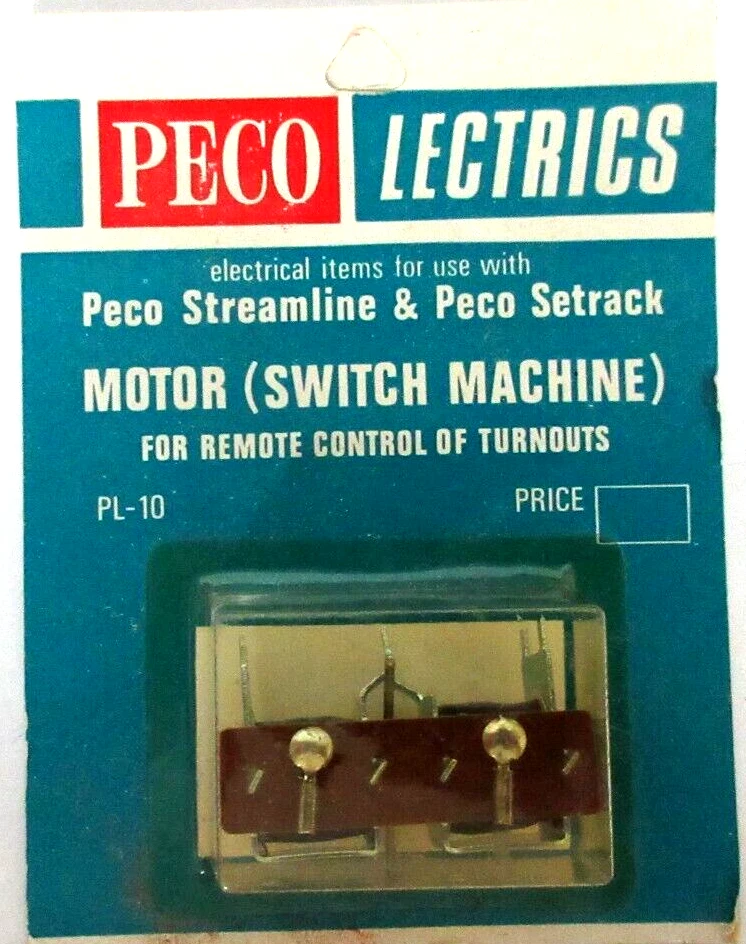 PECO LECTRICS
electrical items for use with
Peco Streamline & Peco Setrack
MOTOR (SWITCH MACHINE)
FOR REMOTE CONTROL OF TURNOUTS
PL-10 PRICE